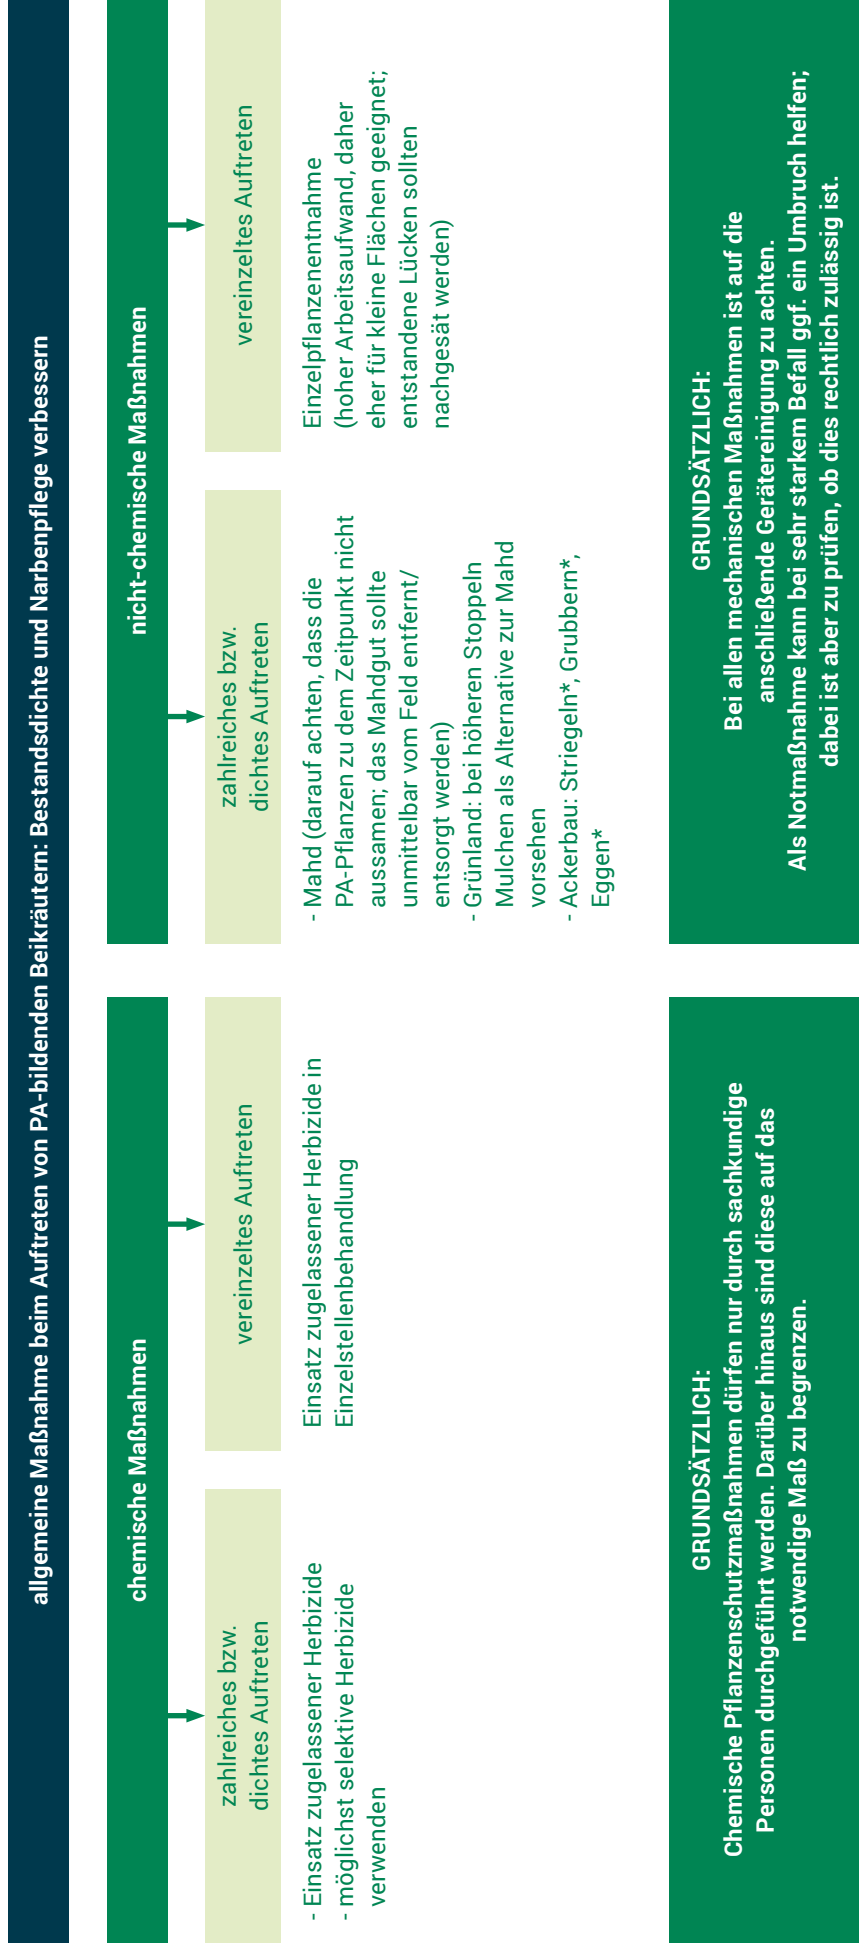 allgemeine Maßnahme beim Auftreten von PA-bildenden Beikräutern: Bestandsdichte und Narbenpflege verbessern
chemische Maßnahmen
zahlreiches bzw.
dichtes Auftreten
- Einsatz zugelassener Herbizide
- möglichst selektive Herbizide
verwenden
vereinzeltes Auftreten
Einsatz zugelassener Herbizide in
Einzelstellenbehandlung
GRUNDSÄTZLICH:
Chemische Pflanzenschutzmaßnahmen dürfen nur durch sachkundige
Personen durchgeführt werden. Darüber hinaus sind diese auf das
notwendige Maß zu begrenzen.
nicht-chemische Maßnahmen
zahlreiches bzw.
dichtes Auftreten
- Mahd (darauf achten, dass die
PA-Pflanzen zu dem Zeitpunkt nicht
aussamen; das Mahdgut sollte
unmittelbar vom Feld entfernt/
entsorgt werden)
- Grünland: bei höheren Stoppeln
Mulchen als Alternative zur Mahd
vorsehen
- Ackerbau: Striegeln*, Grubbern*,
Eggen*
vereinzeltes Auftreten
Einzelpflanzenentnahme
(hoher Arbeitsaufwand, daher
eher für kleine Flächen geeignet;
entstandene Lücken sollten
nachgesät werden)
GRUNDSÄTZLICH:
Bei allen mechanischen Maßnahmen ist auf die
anschließende Gerätereinigung zu achten.
Als Notmaßnahme kann bei sehr starkem Befall ggf. ein Umbruch helfen;
dabei ist aber zu prüfen, ob dies rechtlich zulässig ist.